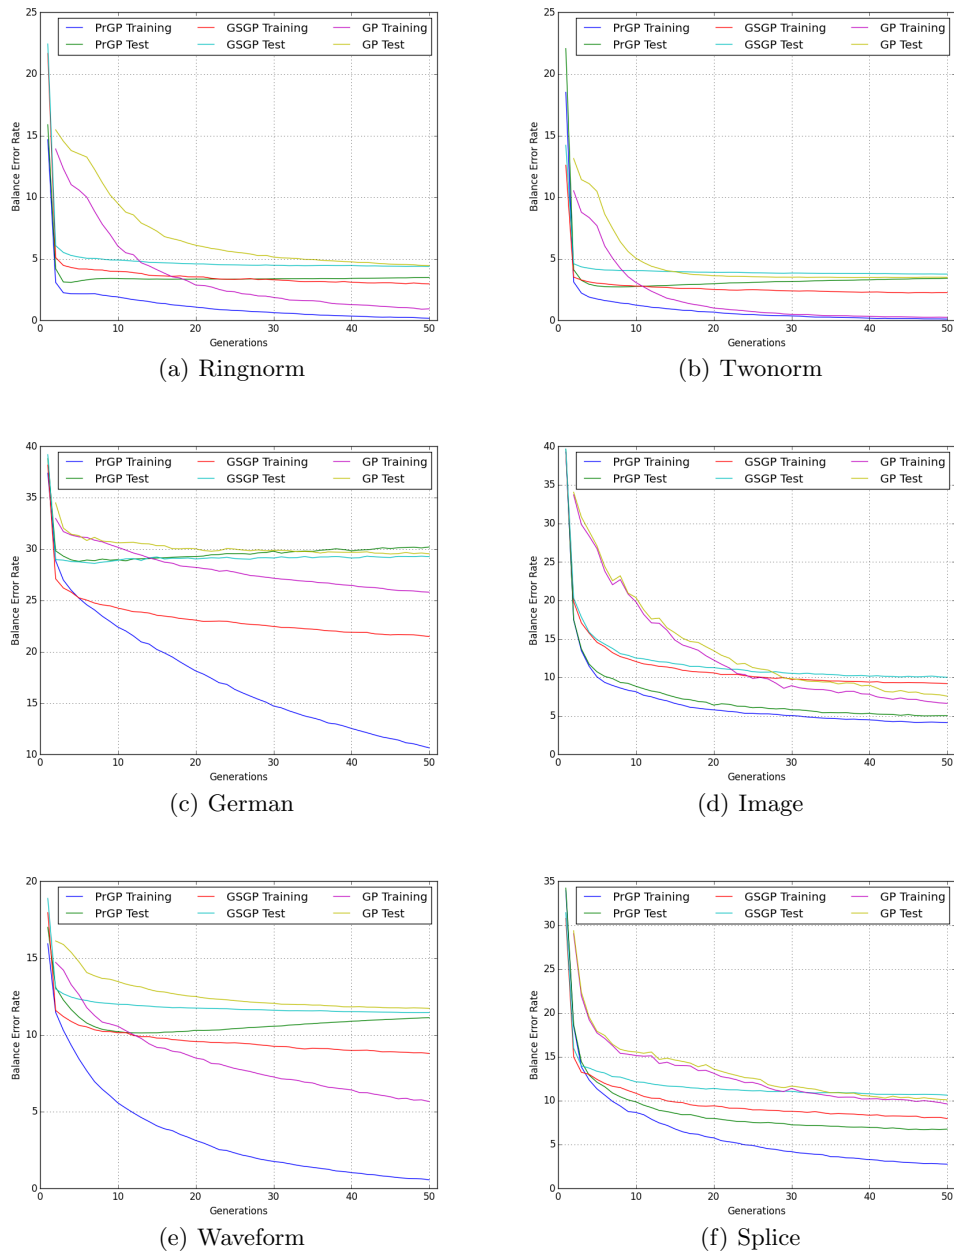 25
20
15
10
5
0
0 10 20 30 40 50
Balance Error Rate
Generations
PrGP Training GSGP Training GP Training
PrGP Test GSGP Test GP Test
(a) Ringnorm
25
20
15
10
5
0
0 10 20 30 40 50
Balance Error Rate
Generations
PrGP Training GSGP Training GP Training
PrGP Test GSGP Test GP Test
(b) Twonorm
40
35
30
25
20
15
10
0 10 20 30 40 50
Balance Error Rate
Generations
PrGP Training GSGP Training GP Training
PrGP Test GSGP Test GP Test
(c) German
40
35
30
25
20
15
10
5
0
0 10 20 30 40 50
Balance Error Rate
Generations
PrGP Training GSGP Training GP Training
PrGP Test GSGP Test GP Test
(d) Image
20
15
10
5
0
0 10 20 30 40 50
Balance Error Rate
Generations
PrGP Training GSGP Training GP Training
PrGP Test GSGP Test GP Test
(e) Waveform
35
30
25
20
15
10
5
0
0 10 20 30 40 50
Balance Error Rate
Generations
PrGP Training GSGP Training GP Training
PrGP Test GSGP Test GP Test
(f) Splice